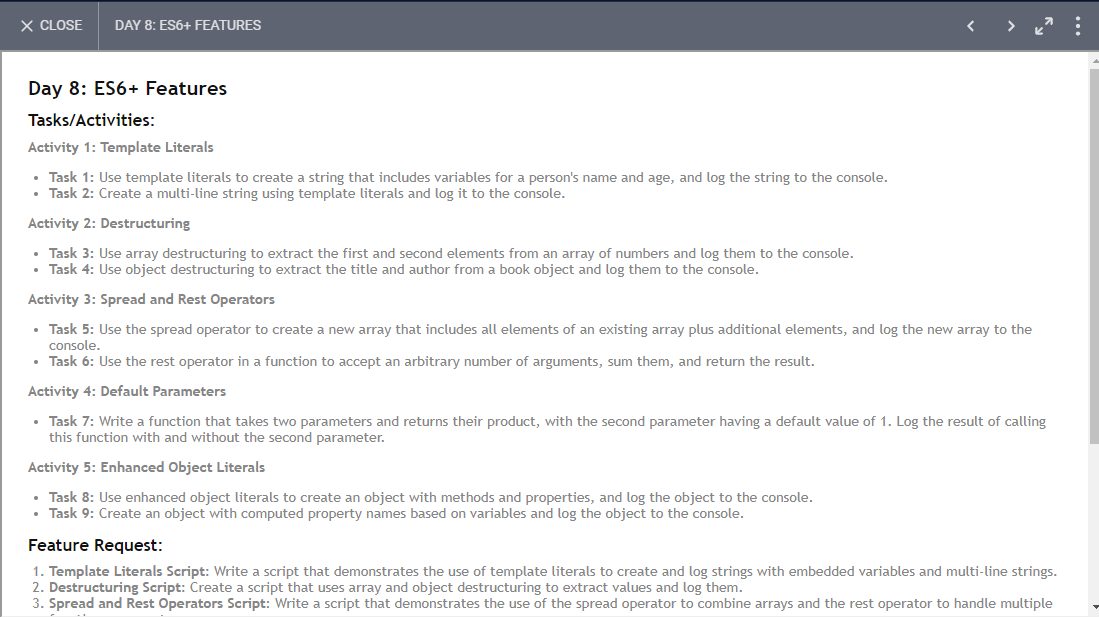 CLOSE
DAY 8: ES6+ FEATURES
Day 8: ES6+ Features
Tasks/Activities:
Activity 1: Template Literals
• Task 1: Use template literals to create a string that includes variables for a person's name and age, and log the string to the console.
• Task 2: Create a multi-line string using template literals and log it to the console.
Activity 2: Destructuring
• Task 3: Use array destructuring to extract the first and second elements from an array of numbers and log them to the console.
• Task 4: Use object destructuring to extract the title and author from a book object and log them to the console.
Activity 3: Spread and Rest Operators
• Task 5: Use the spread operator to create a new array that includes all elements of an existing array plus additional elements, and log the new array to the
console.
• Task 6: Use the rest operator in a function to accept an arbitrary number of arguments, sum them, and return the result.
Activity 4: Default Parameters
• Task 7: Write a function that takes two parameters and returns their product, with the second parameter having a default value of 1. Log the result of calling
this function with and without the second parameter.
Activity 5: Enhanced Object Literals
• Task 8: Use enhanced object literals to create an object with methods and properties, and log the object to the console.
• Task 9: Create an object with computed property names based on variables and log the object to the console.
Feature Request:
1. Template Literals Script: Write a script that demonstrates the use of template literals to create and log strings with embedded variables and multi-line strings.
2. Destructuring Script: Create a script that uses array and object destructuring to extract values and log them.
3. Spread and Rest Operators Script: Write a script that demonstrates the use of the spread operator to combine arrays and the rest operator to handle multiple